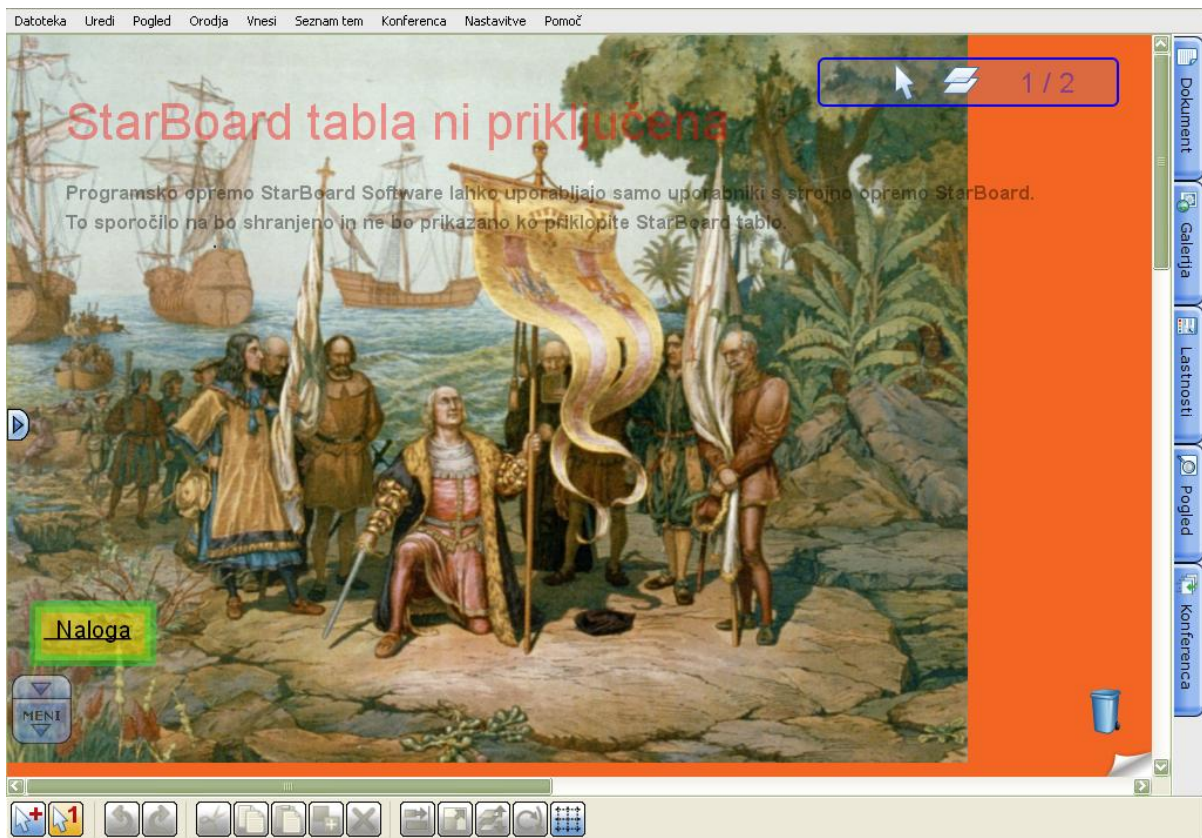 Datoteka Uredi Pogled Orodja Vnesi Seznam tem Konferenca Nastavitve Pomoč
1 / 2
StarBoard tabla ni priključena
Programsko opremo StarBoard Software lahko uporabljajo samo uporabniki s strojno opremo StarBoard.
To sporočilo na bo shranjeno in ne bo prikazano ko priklopite StarBoard tablo.
Dokument
Galerija
Lastnosti
Pogled
Konferenca
Naloga
MENI
1